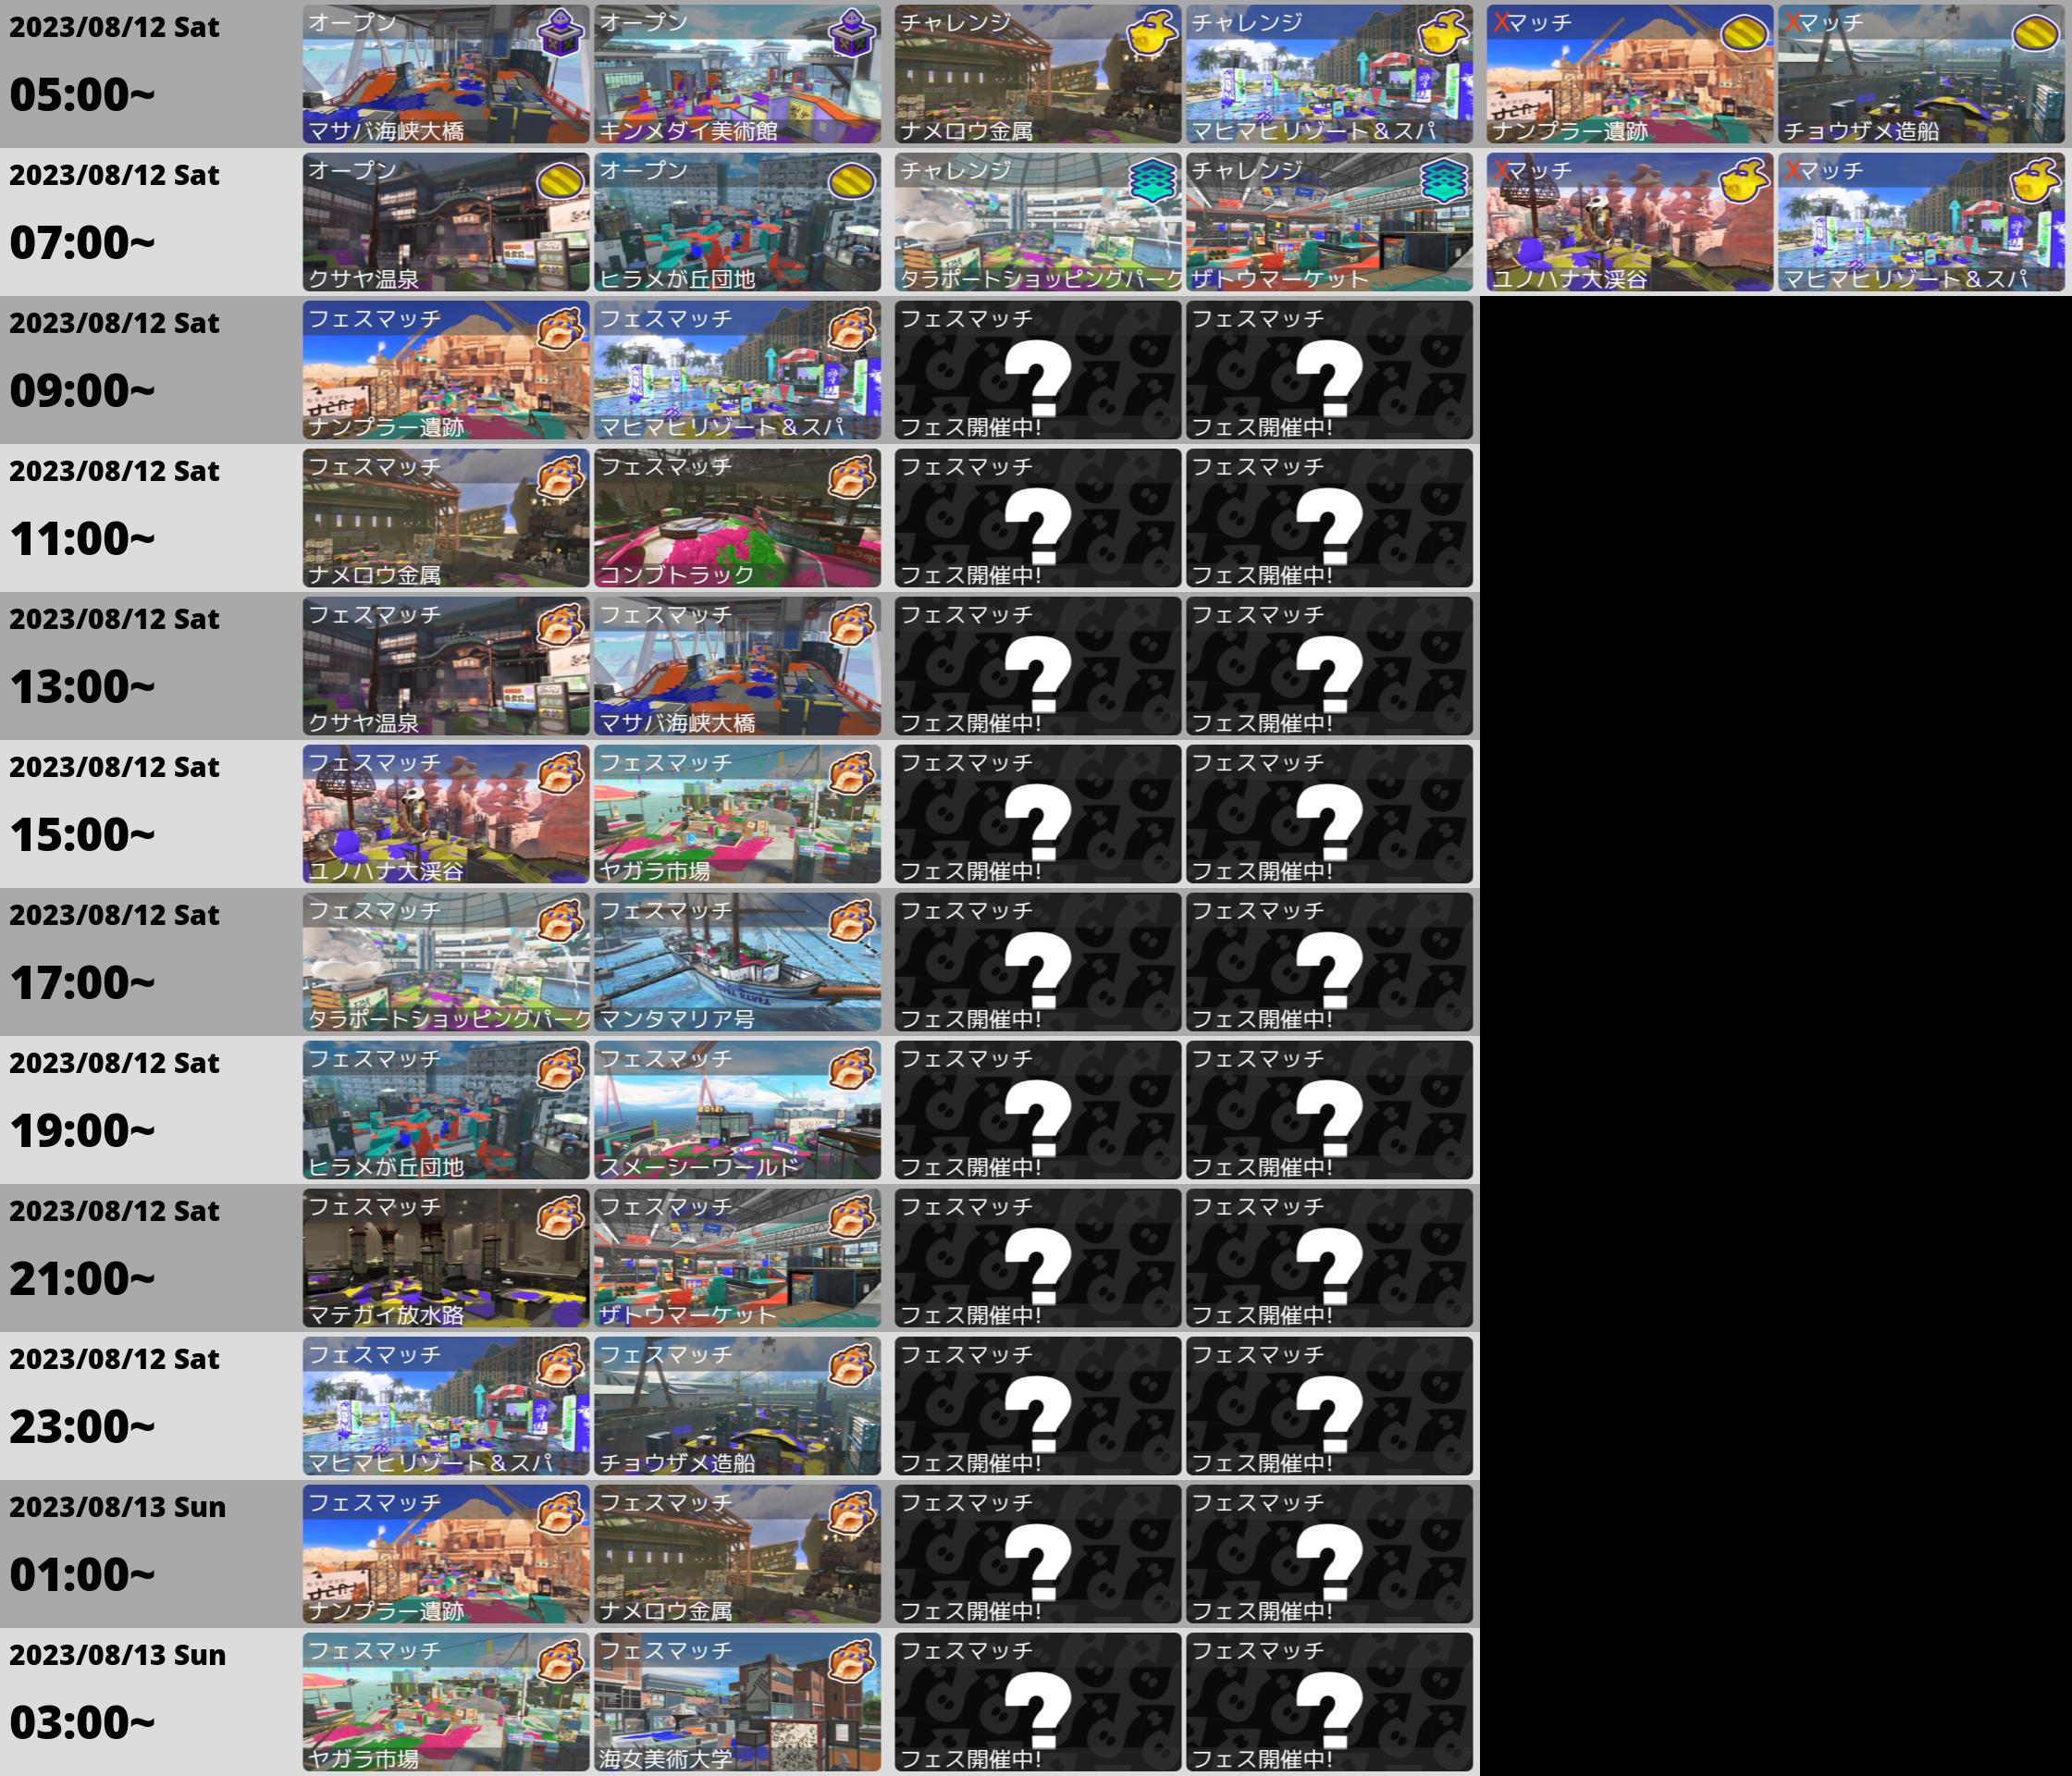 2023/08/12 Sat
05:00~
オープン
マサバ海峡大橋
オープン
キンメダイ美術館
チャレンジ
ナメロウ金属
チャレンジ
マヒマヒリゾート＆スパ
Xマッチ
ナンプラー遺跡
Xマッチ
チョウザメ造船
2023/08/12 Sat
07:00~
オープン
クサヤ温泉
オープン
ヒラメが丘団地
チャレンジ
タラポートショッピングパーク
チャレンジ
ザトウマーケット
Xマッチ
ユノハナ大渓谷
Xマッチ
マヒマヒリゾート＆スパ
2023/08/12 Sat
09:00~
フェスマッチ
ナンプラー遺跡
フェスマッチ
マヒマヒリゾート＆スパ
フェスマッチ
?
フェス開催中!
フェスマッチ
?
フェス開催中!
2023/08/12 Sat
11:00~
フェスマッチ
ナメロウ金属
フェスマッチ
コンブトラック
フェスマッチ
?
フェス開催中!
フェスマッチ
?
フェス開催中!
2023/08/12 Sat
13:00~
フェスマッチ
クサヤ温泉
フェスマッチ
マサバ海峡大橋
フェスマッチ
?
フェス開催中!
フェスマッチ
?
フェス開催中!
2023/08/12 Sat
15:00~
フェスマッチ
ユノハナ大渓谷
フェスマッチ
ヤガラ市場
フェスマッチ
?
フェス開催中!
フェスマッチ
?
フェス開催中!
2023/08/12 Sat
17:00~
フェスマッチ
タラポートショッピングパーク
フェスマッチ
マンタマリア号
フェスマッチ
?
フェス開催中!
フェスマッチ
?
フェス開催中!
2023/08/12 Sat
19:00~
フェスマッチ
ヒラメが丘団地
フェスマッチ
スメーシーワールド
フェスマッチ
?
フェス開催中!
フェスマッチ
?
フェス開催中!
2023/08/12 Sat
21:00~
フェスマッチ
マテガイ放水路
フェスマッチ
ザトウマーケット
フェスマッチ
?
フェス開催中!
フェスマッチ
?
フェス開催中!
2023/08/12 Sat
23:00~
フェスマッチ
マヒマヒリゾート＆スパ
フェスマッチ
チョウザメ造船
フェスマッチ
?
フェス開催中!
フェスマッチ
?
フェス開催中!
2023/08/13 Sun
01:00~
フェスマッチ
ナンプラー遺跡
フェスマッチ
ナメロウ金属
フェスマッチ
?
フェス開催中!
フェスマッチ
?
フェス開催中!
2023/08/13 Sun
03:00~
フェスマッチ
ヤガラ市場
フェスマッチ
海女美術大学
フェスマッチ
?
フェス開催中!
フェスマッチ
?
フェス開催中!